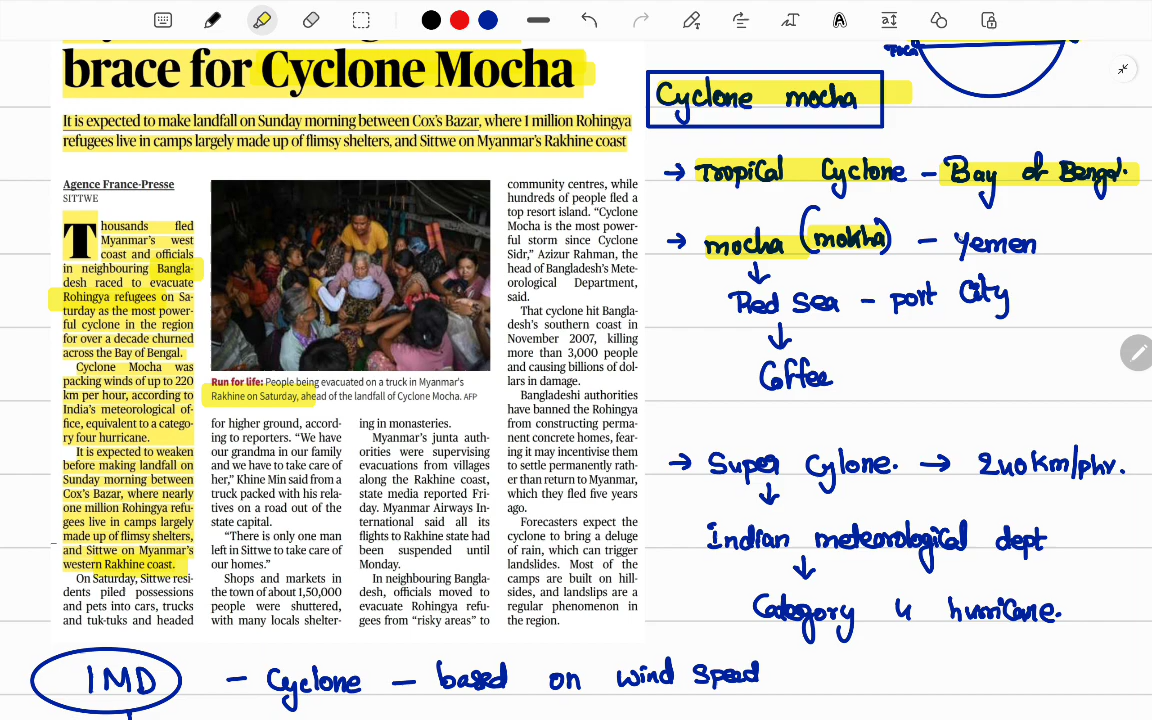 brace for Cyclone Mocha
It is expected to make landfall on Sunday morning between Cox's Bazar, where 1 million Rohingya
refugees live in camps largely made up of flimsy shelters, and Sittwe on Myanmar's Rakhine coast
Agence France-Presse
SITTWE
Thousands fled
Myanmar's west
coast and officials
in neighbouring Bangla-
desh raced to evacuate
Rohingya refugees on Sa-
turday as the most power-
ful cyclone in the region
for over a decade churned
across the Bay of Bengal.
Cyclone Mocha was
packing winds of up to 220
km per hour, according to
India's meteorological of-
fice, equivalent to a catego-
ry four hurricane.
It is expected to weaken
before making landfall on
Sunday morning between
Cox's Bazar, where nearly
one million Rohingya refu-
gees live in camps largely
made up of flimsy shelters,
and Sittwe on Myanmar's
western Rakhine coast.
On Saturday, Sittwe resi-
dents piled possessions
and pets into cars, trucks
and tuk-tuks and headed
Run for life: People being evacuated on a truck in Myanmar's
Rakhine on Saturday, ahead of the landfall of Cyclone Mocha. AFP
for higher ground, accord-
ing to reporters. "We have
our grandma in our family
and we have to take care of
her," Khine Min said from a
truck packed with his rela-
tives on a road out of the
state capital.
"There is only one man
left in Sittwe to take care of
our homes."
Shops and markets in
the town of about 1,50,000
people were shuttered,
with many locals shelter-
ing in monasteries.
Myanmar's junta auth-
orities were supervising
evacuations from villages
along the Rakhine coast,
state media reported Fri-
day. Myanmar Airways In-
ternational said all its
flights to Rakhine state had
been suspended until
Monday.
In neighbouring Bangla-
desh, officials moved to
evacuate Rohingya refu-
gees from "risky areas" to
community centres, while
hundreds of people fled a
top resort island. "Cyclone
Mocha is the most power-
ful storm since Cyclone
Sidr," Azizur Rahman, the
head of Bangladesh's Mete-
orological Department,
said.
That cyclone hit Bangla-
desh's southern coast in
November 2007, killing
more than 3,000 people
and causing billions of dol-
lars in damage.
Bangladeshi authorities
have banned the Rohingya
from constructing perma-
nent concrete homes, fear-
ing it may incentivise them
to settle permanently rath-
er than return to Myanmar,
which they fled five years
ago.
Forecasters expect the
cyclone to bring a deluge
of rain, which can trigger
landslides. Most of the
camps are built on hill-
sides, and landslips are a
regular phenomenon in
the region.
Cyclone mocha
→ Tropical Cyclone – Bay of Bengal.
→ mocha (mokha) – Yemen
Red Sea – port City
Coffee
→ Super Cylone. → 240km/phr.
Indian meteorological dept
Category 4 hurricane.
IMD – Cyclone – based on wind speed